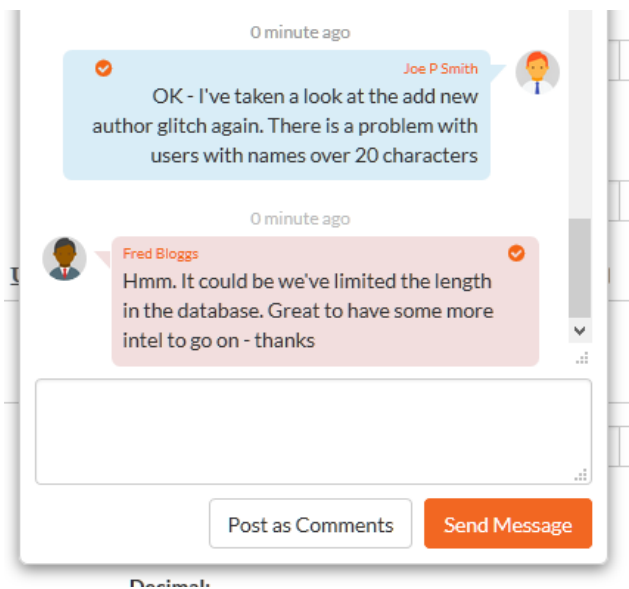 0 minute ago
Joe P Smith
OK - I've taken a look at the add new
author glitch again. There is a problem with
users with names over 20 characters
0 minute ago
Fred Bloggs
Hmm. It could be we've limited the length
in the database. Great to have some more
intel to go on - thanks
Post as Comments
Send Message
Decimal: